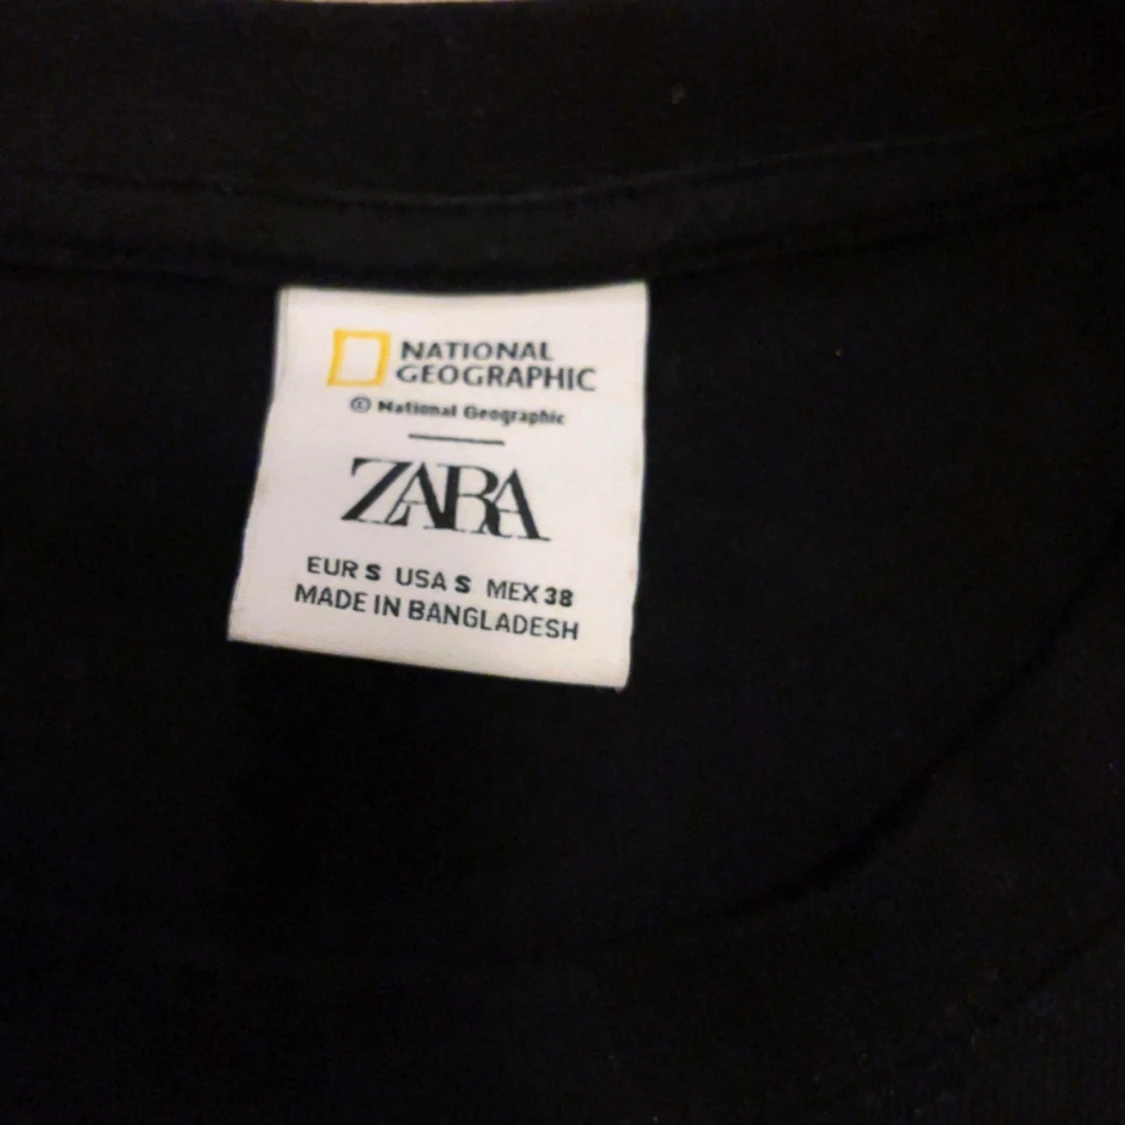 NATIONAL
GEOGRAPHIC
© National Geographic
ZARA
EUR S USA S MEX 38
MADE IN BANGLADESH